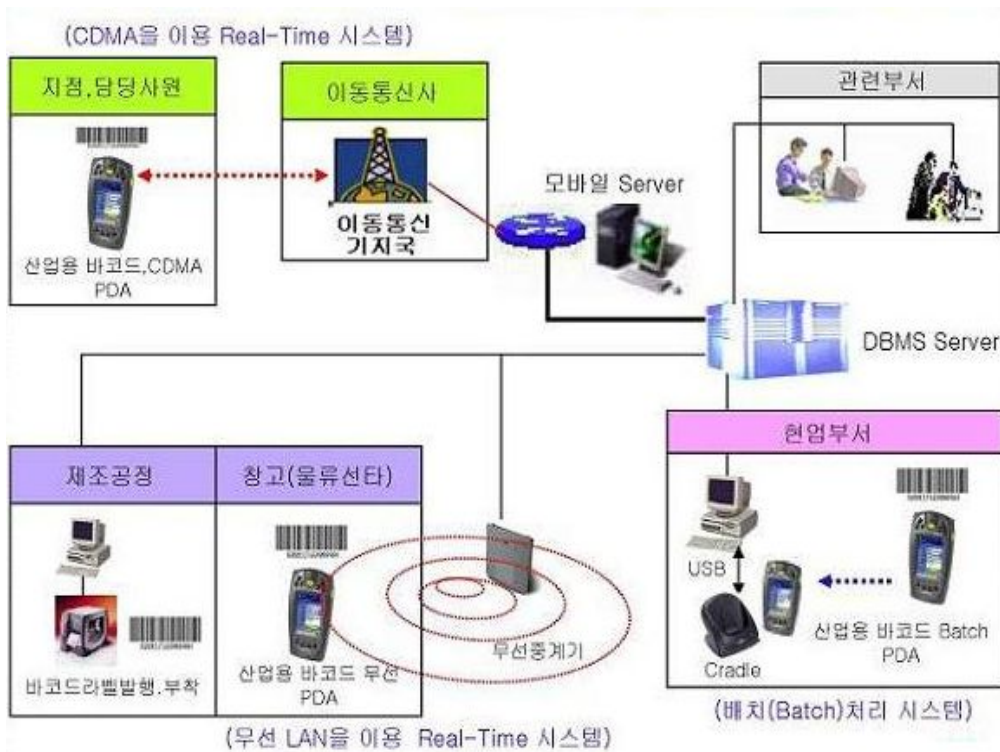 (CDMA을 이용 Real-Time 시스템)
지점,담당사원
이동통신사
관련부서
이동통신
기지국
모바일 Server
산업용 바코드,CDMA
PDA
DBMS Server
현업부서
제조공정
창고(물류선타)
USB
Cradle
산업용 바코드 Batch
PDA
무선중계기
바코드라벨발행.부착
산업용 바코드 무선
PDA
(배치(Batch)처리 시스템)
(무선 LAN을 이용 Real-Time 시스템)